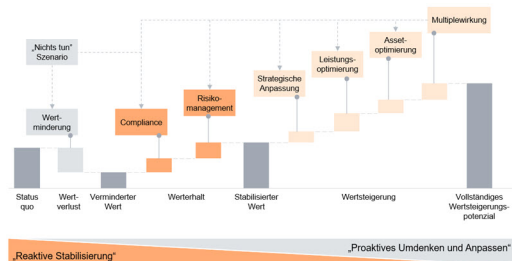 Multiplewirkung
Asset-
optimierung
„Nichts tun"
Szenario
Leistungs-
optimierung
Strategische
Anpassung
Risiko-
management
Wert-
minderung
Compliance
Status
quo
Wert-
verlust
Verminderter
Wert
Werterhalt
Stabilisierter
Wert
Wertsteigerung
Vollständiges
Wertsteigerungs-
potenzial
„Proaktives Umdenken und Anpassen"
„Reaktive Stabilisierung"